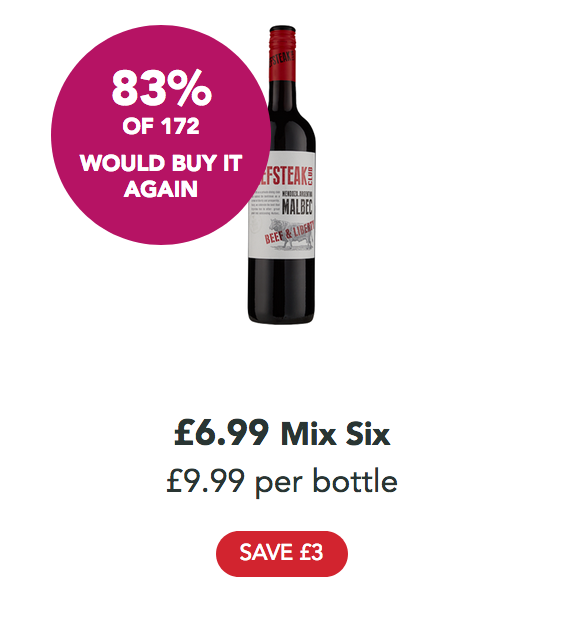 83%
OF 172
WOULD BUY IT
AGAIN
EFSTEAK
CLUB
MENDOZA, ARGENTINA
MALBEC
BEEF & LIBERTY
£6.99 Mix Six
£9.99 per bottle
SAVE £3